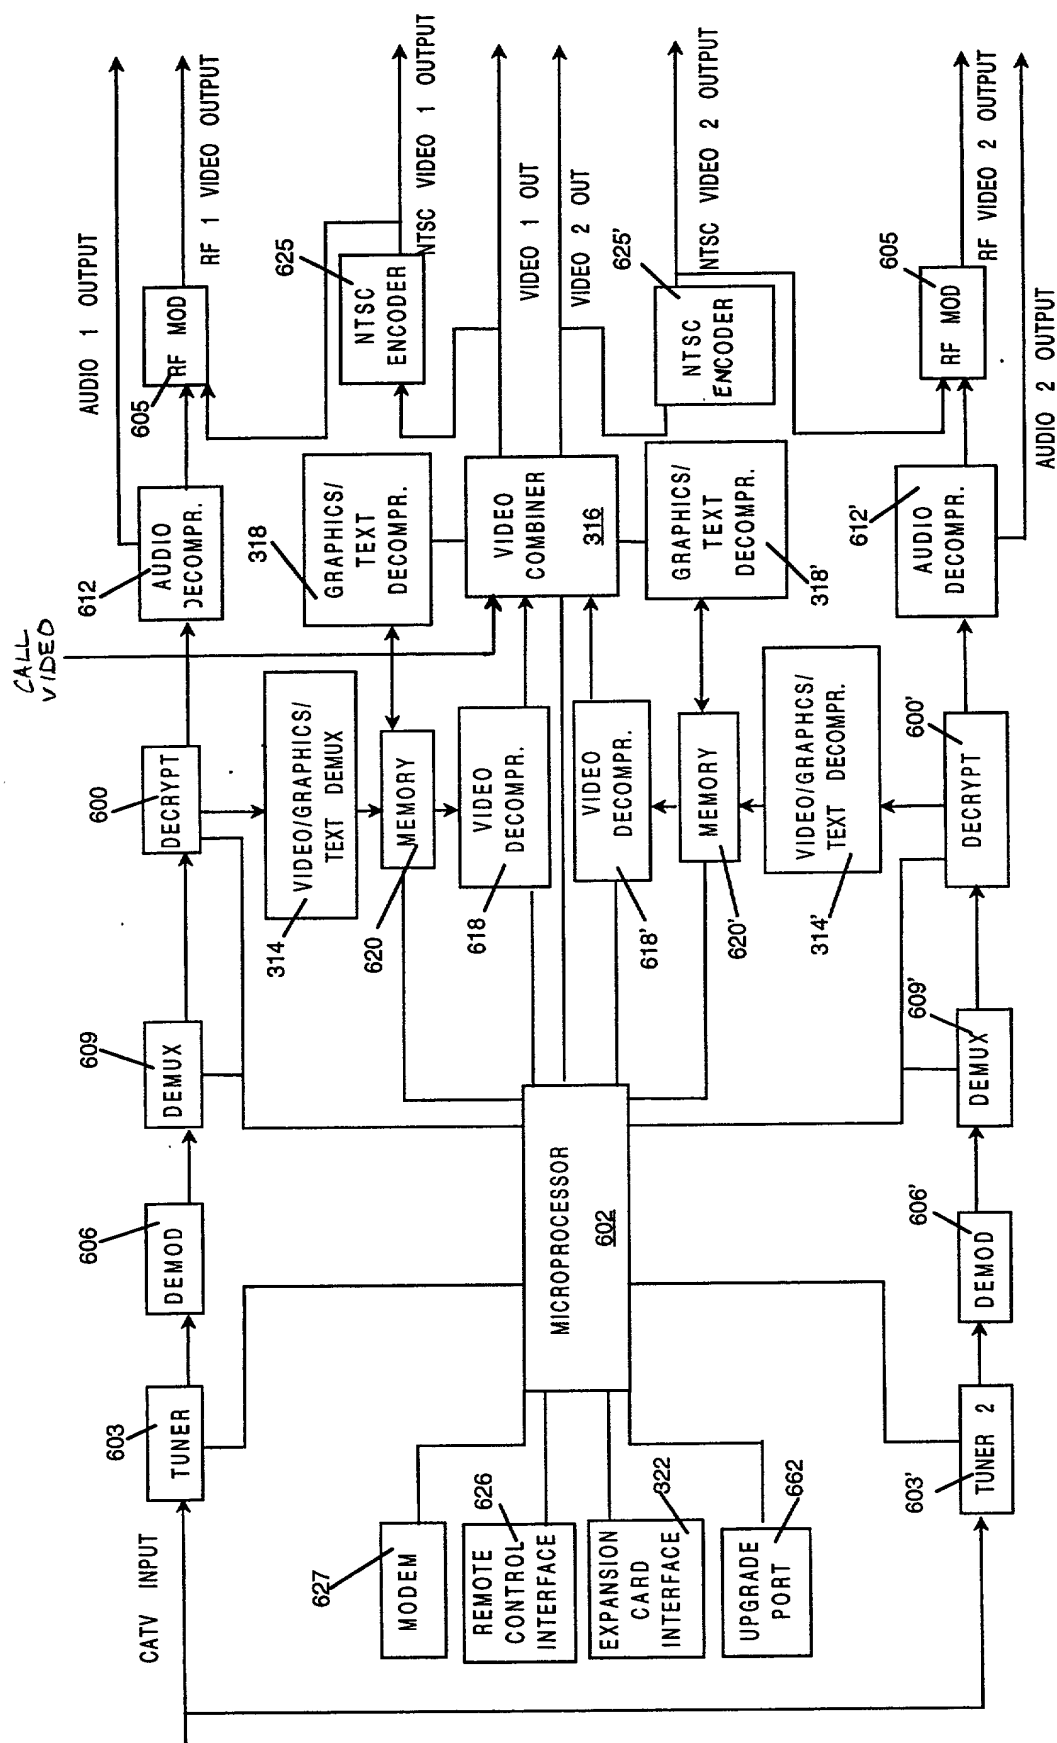 CATV INPUT
603
TUNER
606
DEMOD
609
DEMUX
600
DECRYPT
CALL
VIDEO
612
AUDIO
DECOMPR.
605
RF MOD
AUDIO 1 OUTPUT
RF 1 VIDEO OUTPUT
314
VIDEO/GRAPHICS/
TEXT DEMUX
318
GRAPHICS/
TEXT
DECOMPR.
625
NTSC
ENCODER
NTSC VIDEO 1 OUTPUT
627
MODEM
620
MEMORY
626
REMOTE
CONTROL
INTERFACE
618
VIDEO
DECOMPR.
VIDEO
COMBINER
316
VIDEO 1 OUT
VIDEO 2 OUT
MICROPROCESSOR
602
322
EXPANSION
CARD
INTERFACE
618'
VIDEO
DECOMPR.
625'
NTSC
ENCODER
NTSC VIDEO 2 OUTPUT
662
UPGRADE
PORT
620'
MEMORY
318'
GRAPHICS/
TEXT
DECOMPR.
314'
VIDEO/GRAPHCS/
TEXT DECOMPR.
603'
TUNER 2
606'
DEMOD
609'
DEMUX
600'
DECRYPT
612'
AUDIO
DECOMPR.
605
RF MOD
RF VIDEO 2 OUTPUT
AUDIO 2 OUTPUT